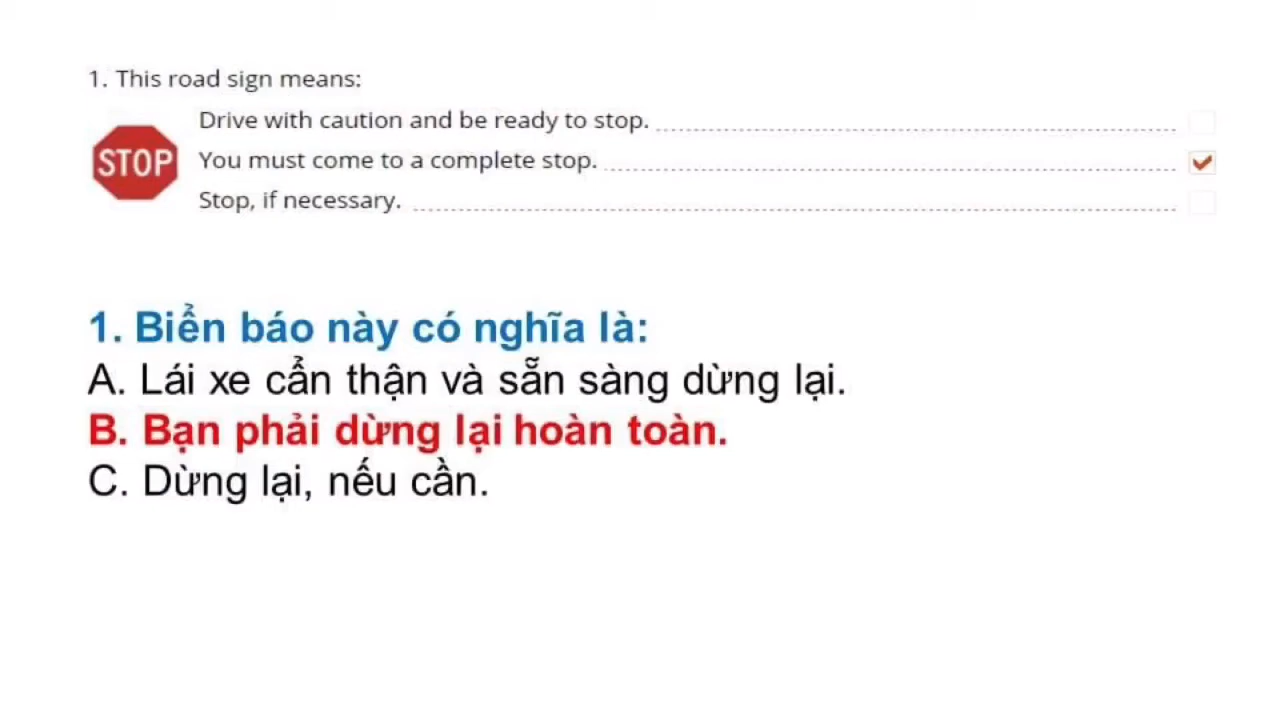 1. This road sign means:
Drive with caution and be ready to stop.
STOP You must come to a complete stop.
Stop, if necessary.
1. Biển báo này có nghĩa là:
A. Lái xe cẩn thận và sẵn sàng dừng lại.
B. Bạn phải dừng lại hoàn toàn.
C. Dừng lại, nếu cần.